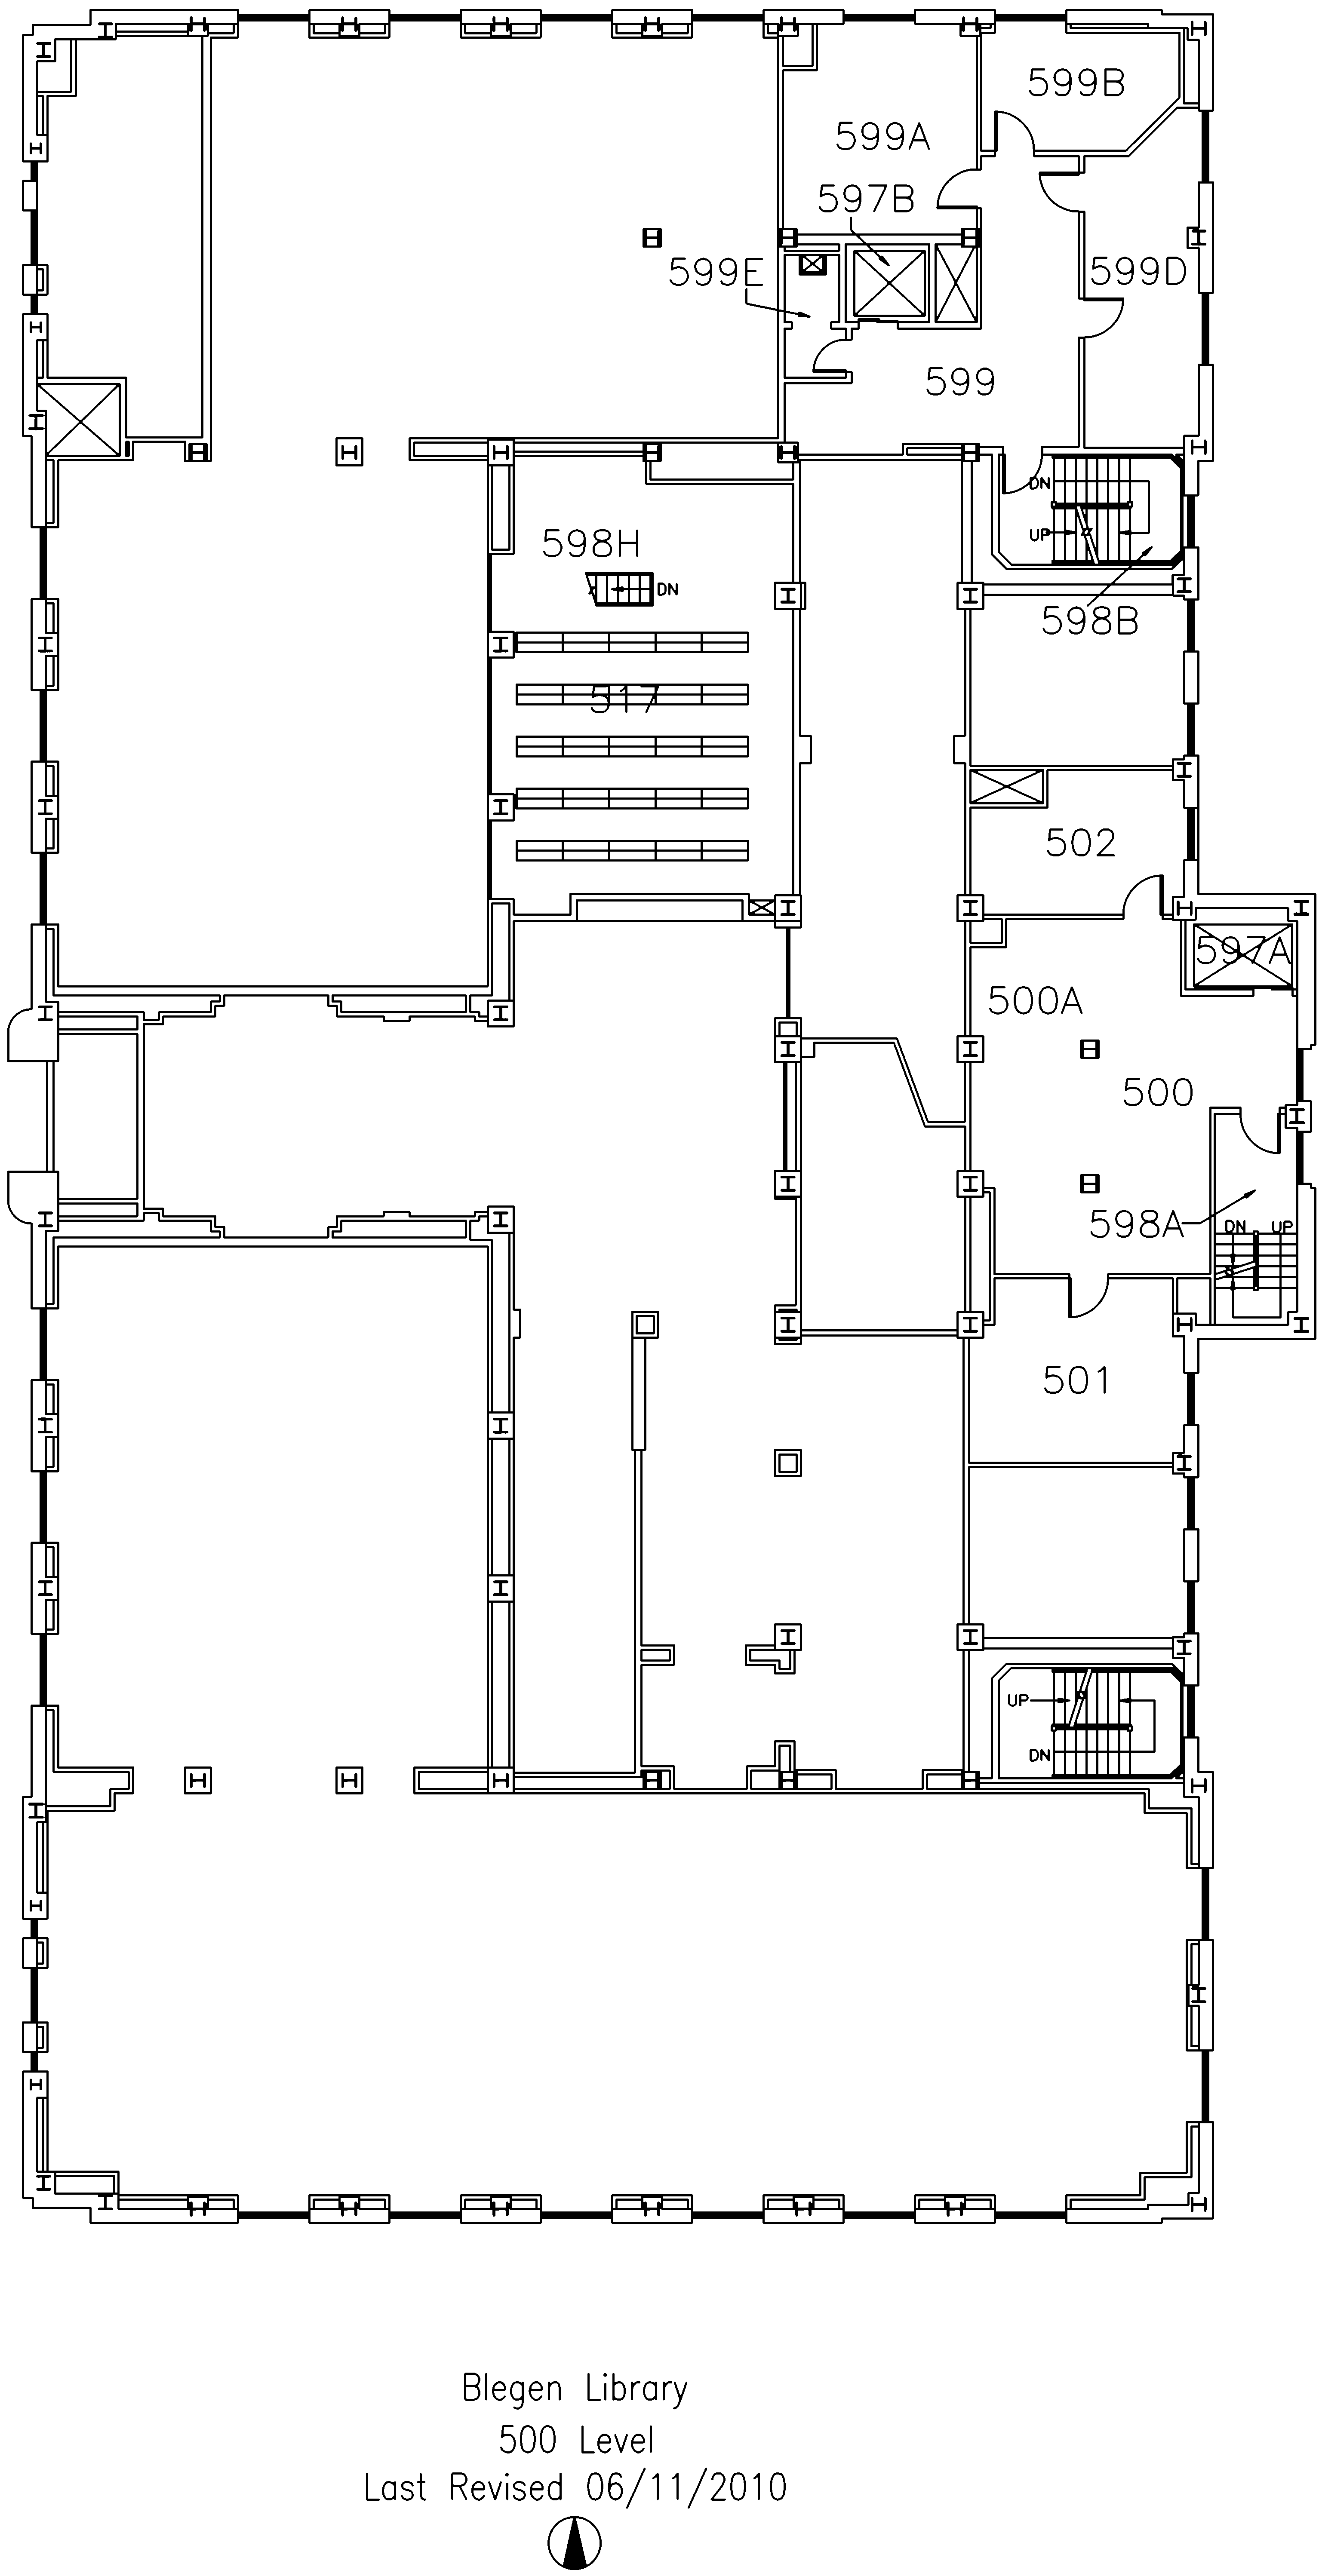 599B
599A
597B
599E
599D
599
DN
UP
598H
DN
598B
517
502
597A
500A
500
598A
DN
UP
501
UP
DN
Blegen Library
500 Level
Last Revised 06/11/2010